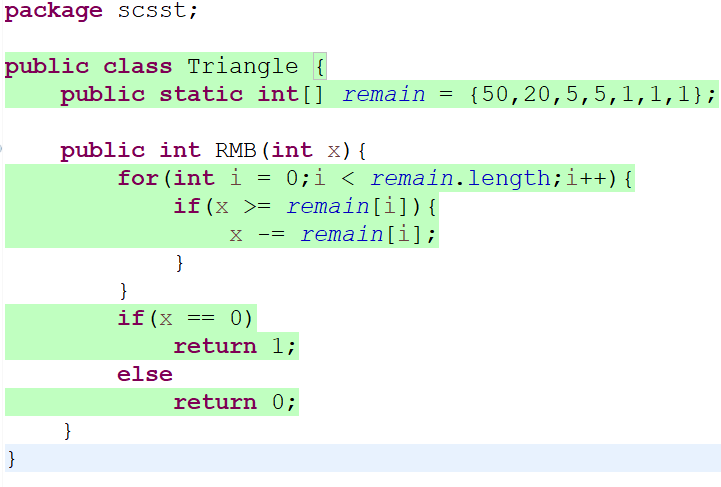 package scsst;
public class Triangle {
    public static int[] remain = {50,20,5,5,1,1,1};
    public int RMB(int x){
        for(int i = 0;i < remain.length;i++){
            if(x >= remain[i]){
                x -= remain[i];
            }
        }
        if(x == 0)
            return 1;
        else
            return 0;
    }
}